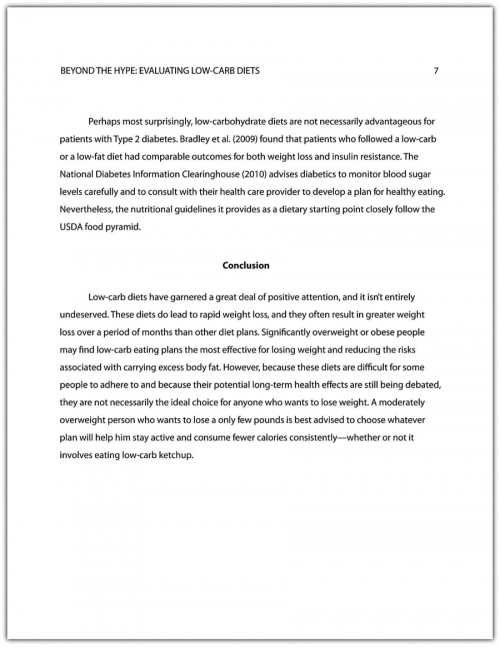 BEYOND THE HYPE: EVALUATING LOW-CARB DIETS 7
Perhaps most surprisingly, low-carbohydrate diets are not necessarily advantageous for
patients with Type 2 diabetes. Bradley et al. (2009) found that patients who followed a low-carb
or a low-fat diet had comparable outcomes for both weight loss and insulin resistance. The
National Diabetes Information Clearinghouse (2010) advises diabetics to monitor blood sugar
levels carefully and to consult with their health care provider to develop a plan for healthy eating.
Nevertheless, the nutritional guidelines it provides as a dietary starting point closely follow the
USDA food pyramid.
Conclusion
Low-carb diets have garnered a great deal of positive attention, and it isn't entirely
undeserved. These diets do lead to rapid weight loss, and they often result in greater weight
loss over a period of months than other diet plans. Significantly overweight or obese people
may find low-carb eating plans the most effective for losing weight and reducing the risks
associated with carrying excess body fat. However, because these diets are difficult for some
people to adhere to and because their potential long-term health effects are still being debated,
they are not necessarily the ideal choice for anyone who wants to lose weight. A moderately
overweight person who wants to lose a only few pounds is best advised to choose whatever
plan will help him stay active and consume fewer calories consistently—whether or not it
involves eating low-carb ketchup.